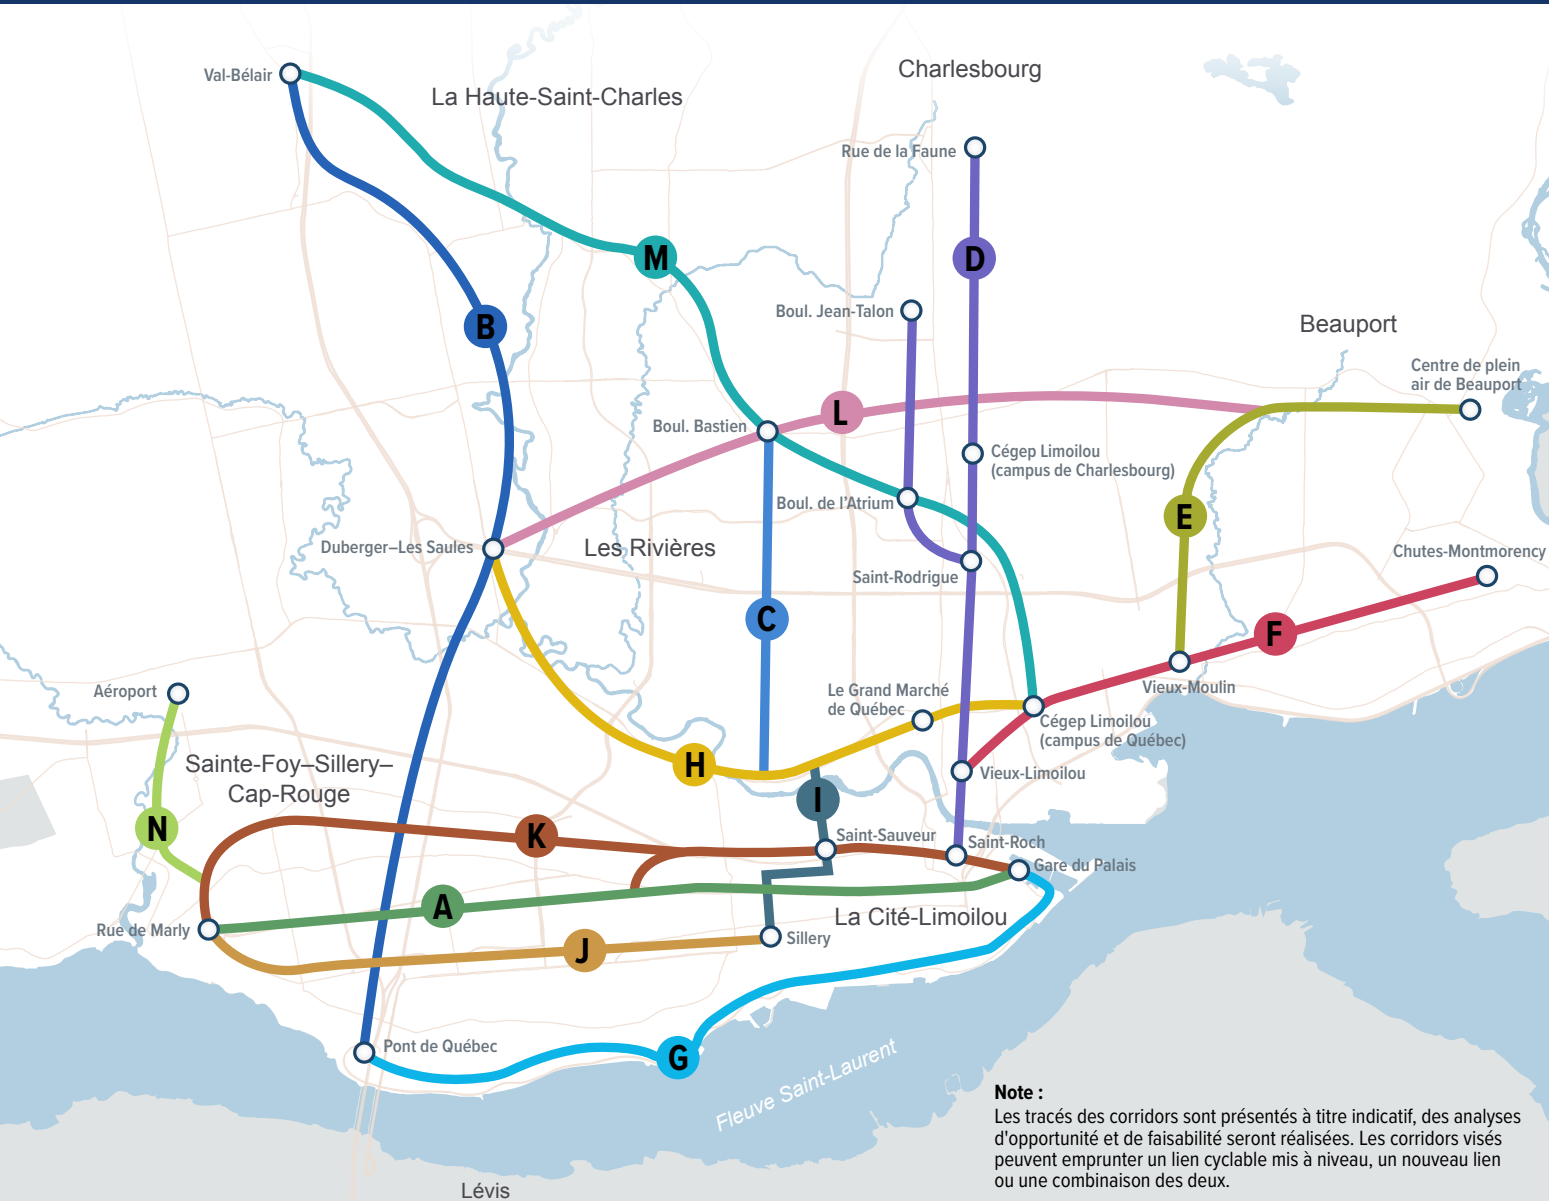 Val-Bélair
La Haute-Saint-Charles
Charlesbourg
Rue de la Faune
M
D
B
Boul. Jean-Talon
Beauport
Centre de plein
air de Beauport
L
Boul. Bastien
Cégep Limoilou
(campus de Charlesbourg)
Boul. de l'Atrium
E
Duberger–Les Saules
Les Rivières
Chutes-Montmorency
Saint-Rodrigue
C
F
Aéroport
Le Grand Marché
de Québec
Vieux-Moulin
Cégep Limoilou
(campus de Québec)
Sainte-Foy–Sillery–
Cap-Rouge
H
Vieux-Limoilou
I
N
K
Saint-Sauveur
Saint-Roch
Gare du Palais
A
La Cité-Limoilou
Rue de Marly
J
Sillery
Pont de Québec
G
Fleuve Saint-Laurent
Note :
Les tracés des corridors sont présentés à titre indicatif, des analyses
d'opportunité et de faisabilité seront réalisées. Les corridors visés
peuvent emprunter un lien cyclable mis à niveau, un nouveau lien
ou une combinaison des deux.
Lévis